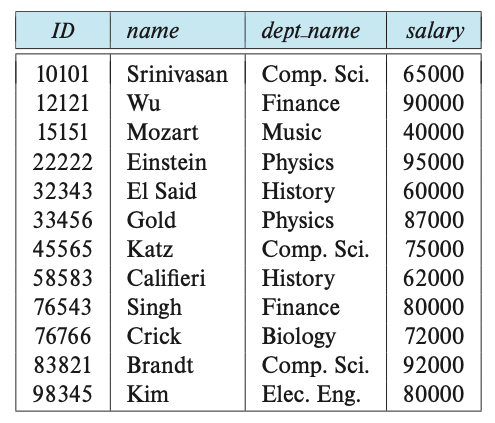 ID name dept_name salary
10101 Srinivasan Comp. Sci. 65000
12121 Wu Finance 90000
15151 Mozart Music 40000
22222 Einstein Physics 95000
32343 El Said History 60000
33456 Gold Physics 87000
45565 Katz Comp. Sci. 75000
58583 Califieri History 62000
76543 Singh Finance 80000
76766 Crick Biology 72000
83821 Brandt Comp. Sci. 92000
98345 Kim Elec. Eng. 80000